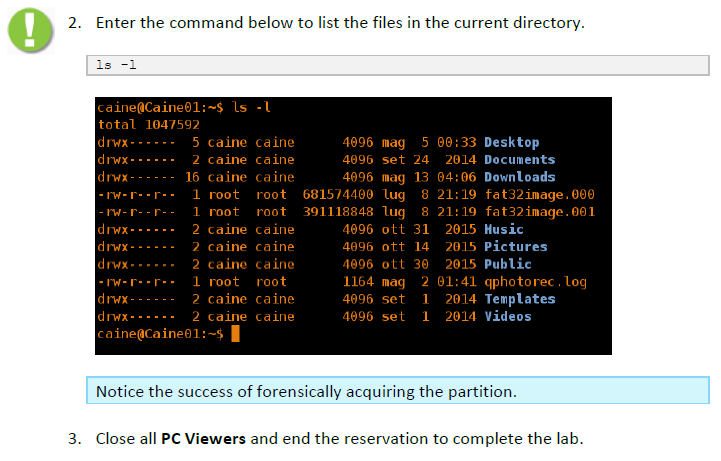 !
2. Enter the command below to list the files in the current directory.
ls -l
caine@Caine01:~$ ls -l
total 1047592
drwx------ 5 caine caine 4096 mag 5 00:33 Desktop
drwx------ 2 caine caine 4096 set 24 2014 Documents
drwx------ 16 caine caine 4096 mag 13 04:06 Downloads
-rw-r--r-- 1 root root 681574400 lug 8 21:19 fat32image.000
-rw-r--r-- 1 root root 391118848 lug 8 21:19 fat32image.001
drwx------ 2 caine caine 4096 ott 31 2015 Music
drwx------ 2 caine caine 4096 ott 14 2015 Pictures
drwx------ 2 caine caine 4096 ott 30 2015 Public
-rw-r--r-- 1 root root 1164 mag 2 01:41 qphotorec.log
drwx------ 2 caine caine 4096 set 1 2014 Templates
drwx------ 2 caine caine 4096 set 1 2014 Videos
caine@Caine01:~$
Notice the success of forensically acquiring the partition.
3. Close all PC Viewers and end the reservation to complete the lab.